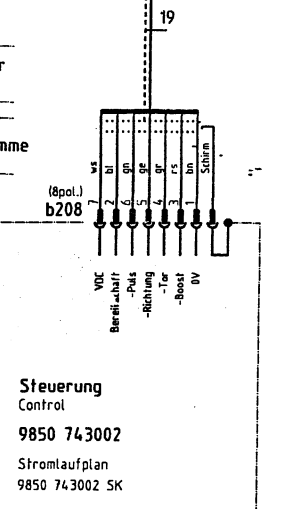 19
r
mme
ws bl gn ge gr rs bn Schirm
(8pol.)
b208
7 2 6 5 4 3 1
VDC
-Puls
-Richtung
-Tor
-Boost
0V
Steuerung
Control
9850 743002
Stromlaufplan
9850 743002 SK